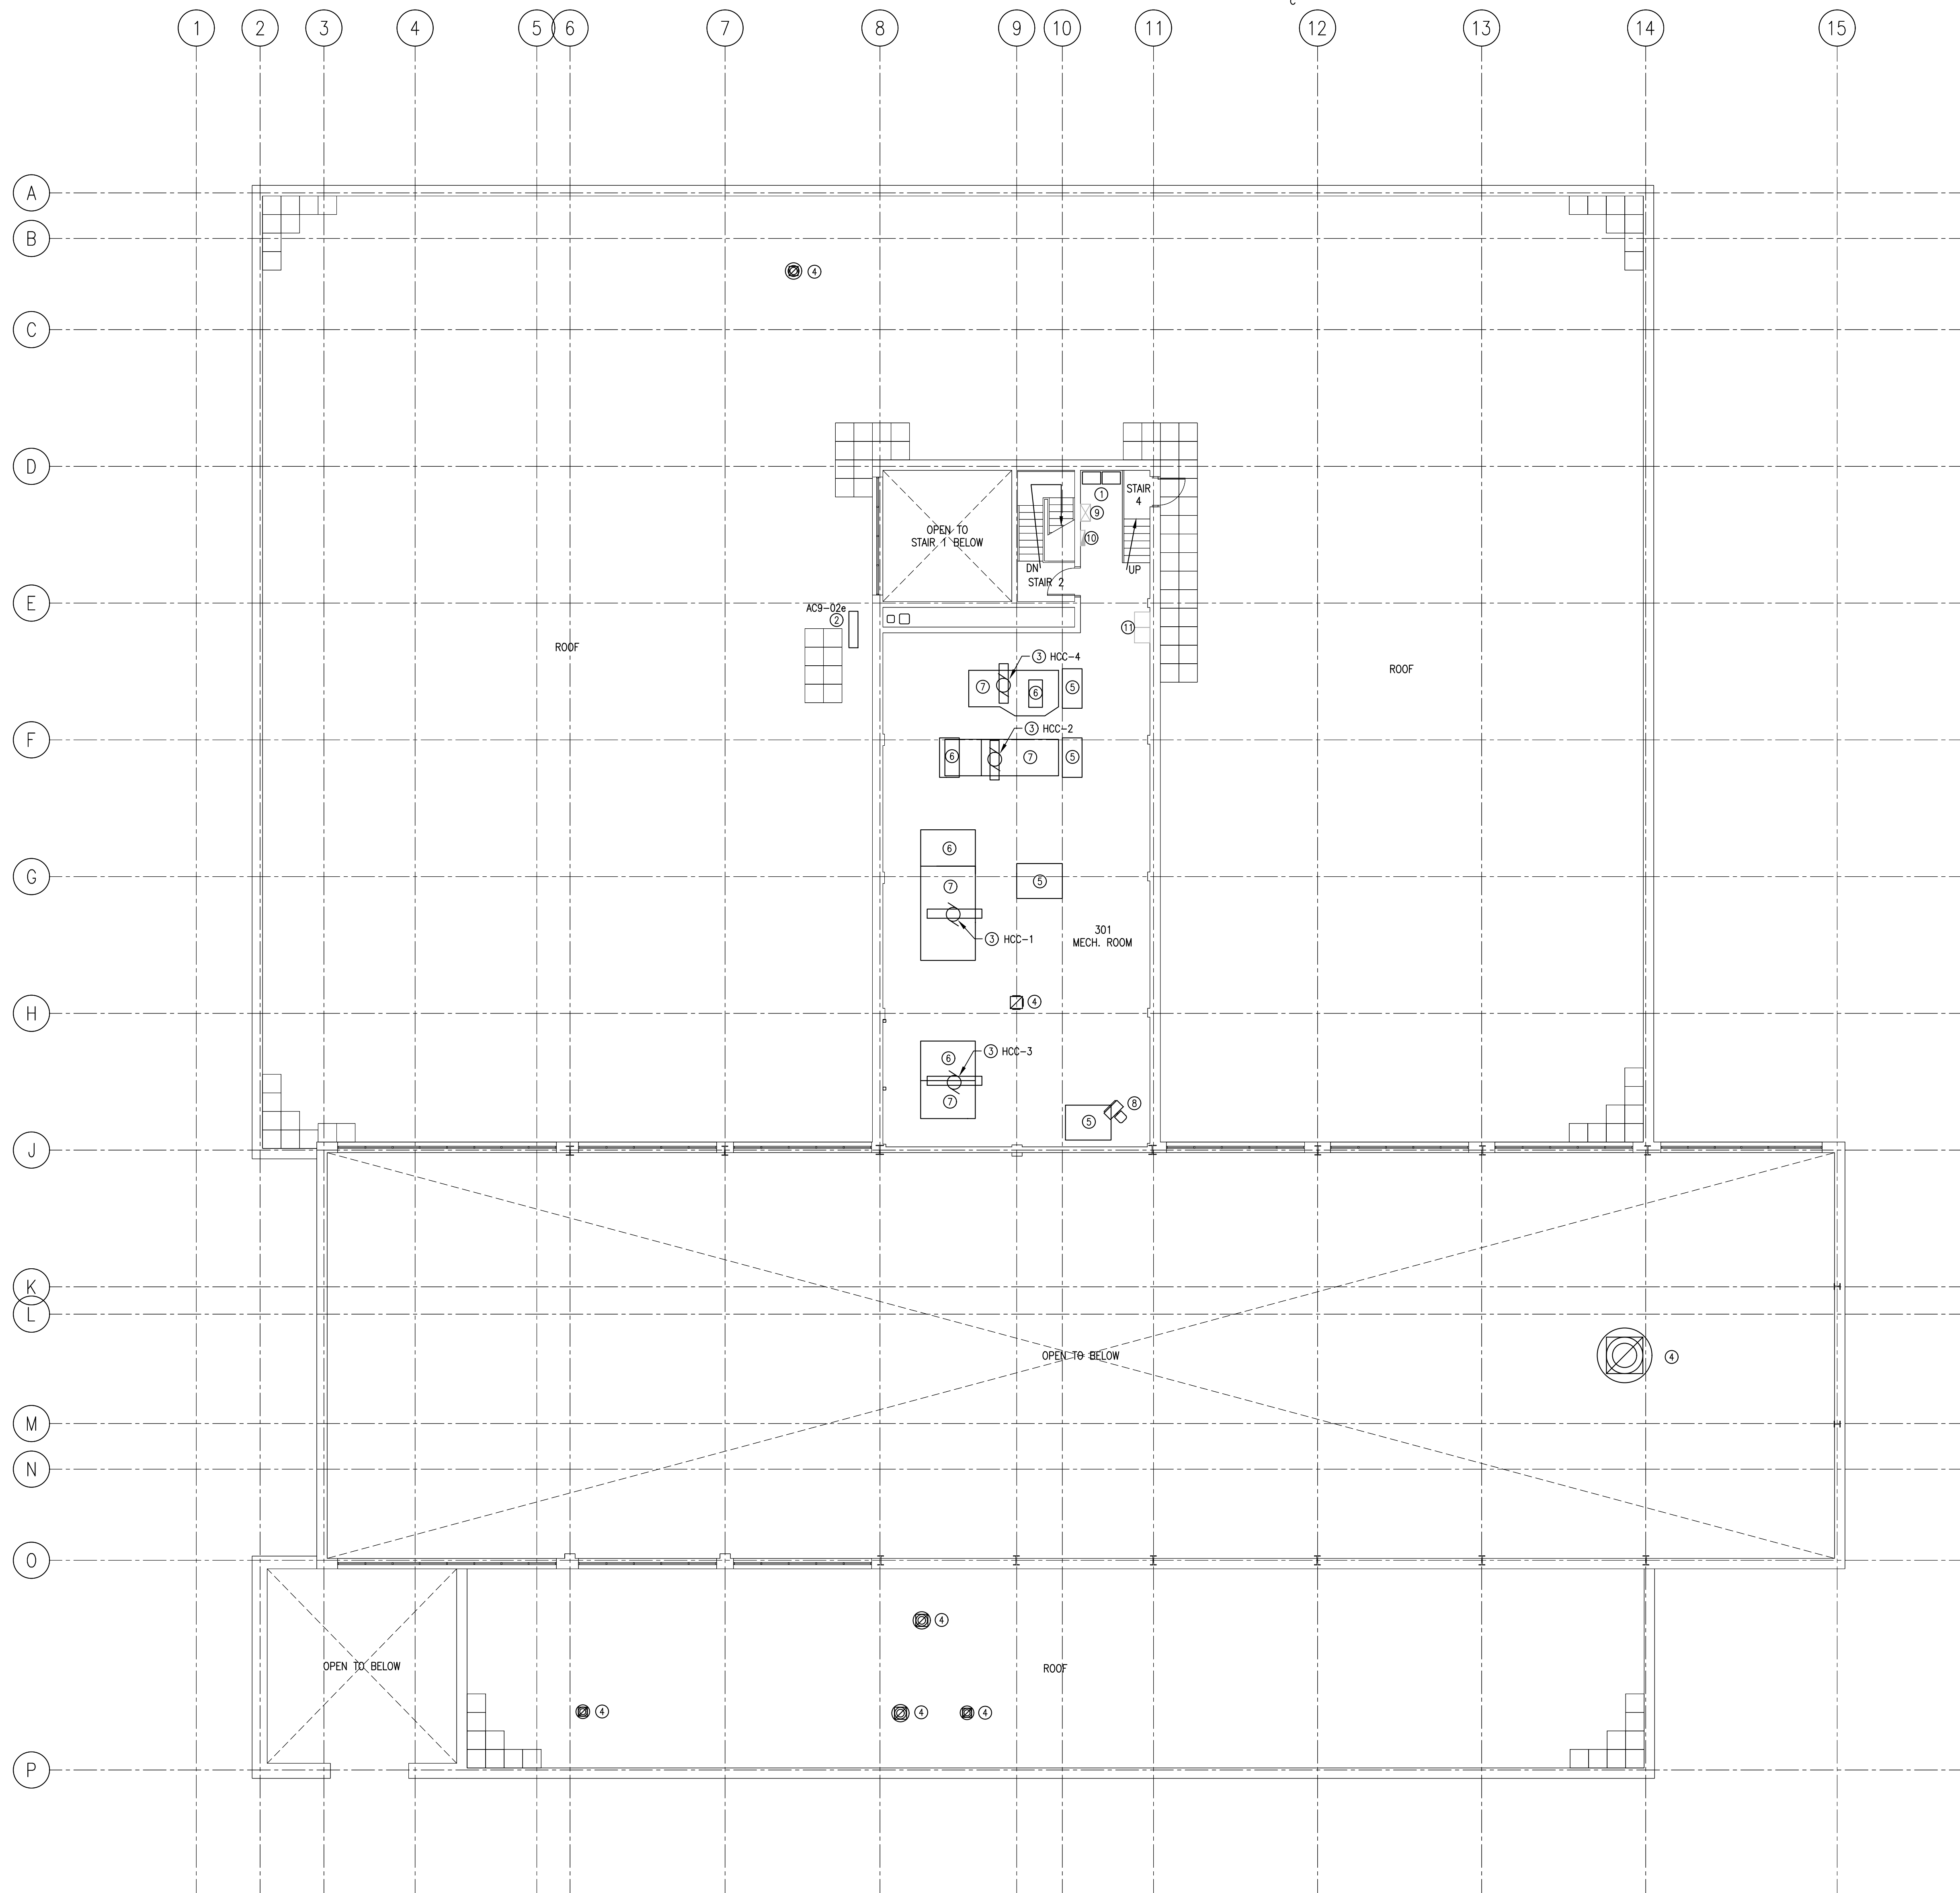 C
1 2 3 4 5 6 7 8 9 10 11 12 13 14 15
A
B
4
C
D
1 STAIR
4
9
OPEN TO
STAIR 1 BELOW
10
DN UP
STAIR 2
E
AC9-02e
2
11
ROOF
3 HCC-4
ROOF
7 6 5
F
3 HCC-2
6 7 5
6
G
7 5
301
MECH. ROOM
3 HCC-1
4
H
3 HCC-3
6
7
8
5
J
K
L
OPEN TO BELOW
4
M
N
O
4
OPEN TO BELOW
ROOF
4 4 4
P